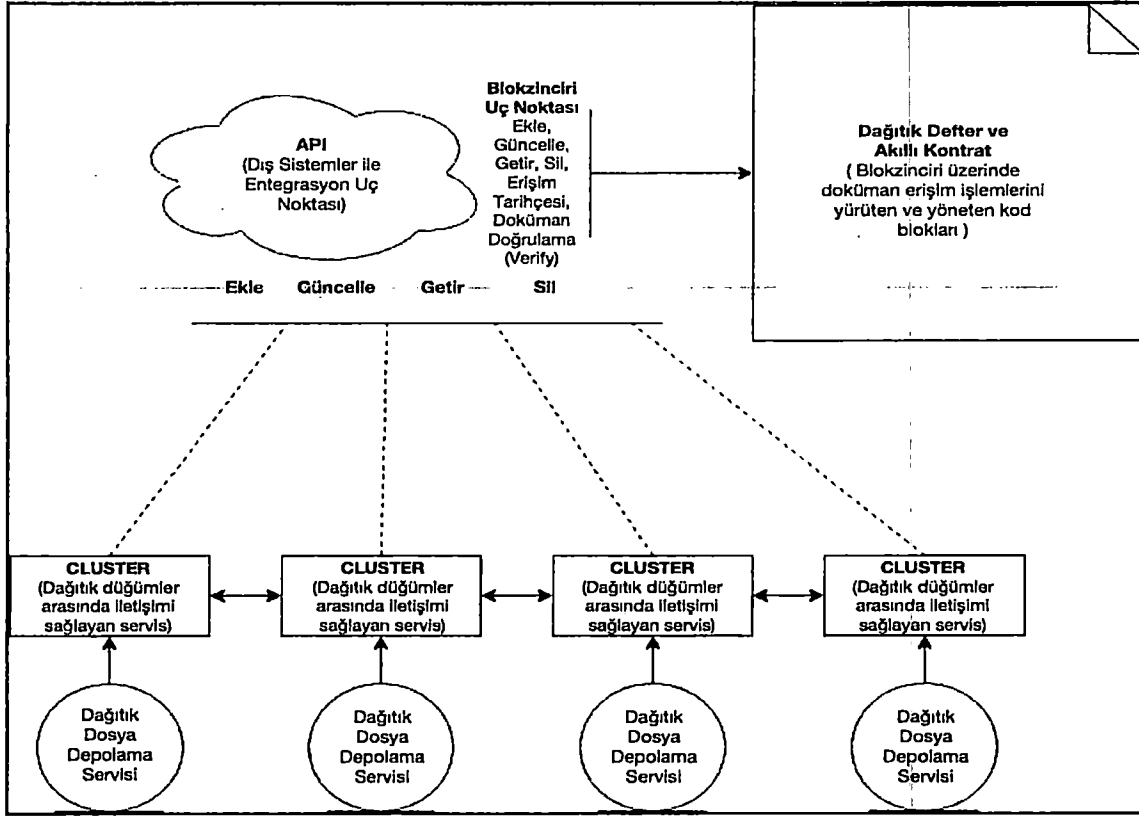 API
(Dış Sistemler ile
Entegrasyon Uç
Noktası)
Blokzinciri
Uç Noktası
Ekle,
Güncelle,
Getir, Sil,
Erişim
Tarihçesi,
Doküman
Doğrulama
(Verify)
Dağıtık Defter ve
Akıllı Kontrat
( Blokzinciri üzerinde
doküman erişim işlemlerini
yürüten ve yöneten kod
blokları )
Ekle Güncelle Getir Sil
CLUSTER
(Dağıtık düğümler
arasında iletişimi
sağlayan servis)
CLUSTER
(Dağıtık düğümler
arasında iletişimi
sağlayan servis)
CLUSTER
(Dağıtık düğümler
arasında iletişimi
sağlayan servis)
CLUSTER
(Dağıtık düğümler
arasında iletişimi
sağlayan servis)
Dağıtık
Dosya
Depolama
Servisi
Dağıtık
Dosya
Depolama
Servisi
Dağıtık
Dosya
Depolama
Servisi
Dağıtık
Dosya
Depolama
Servisi